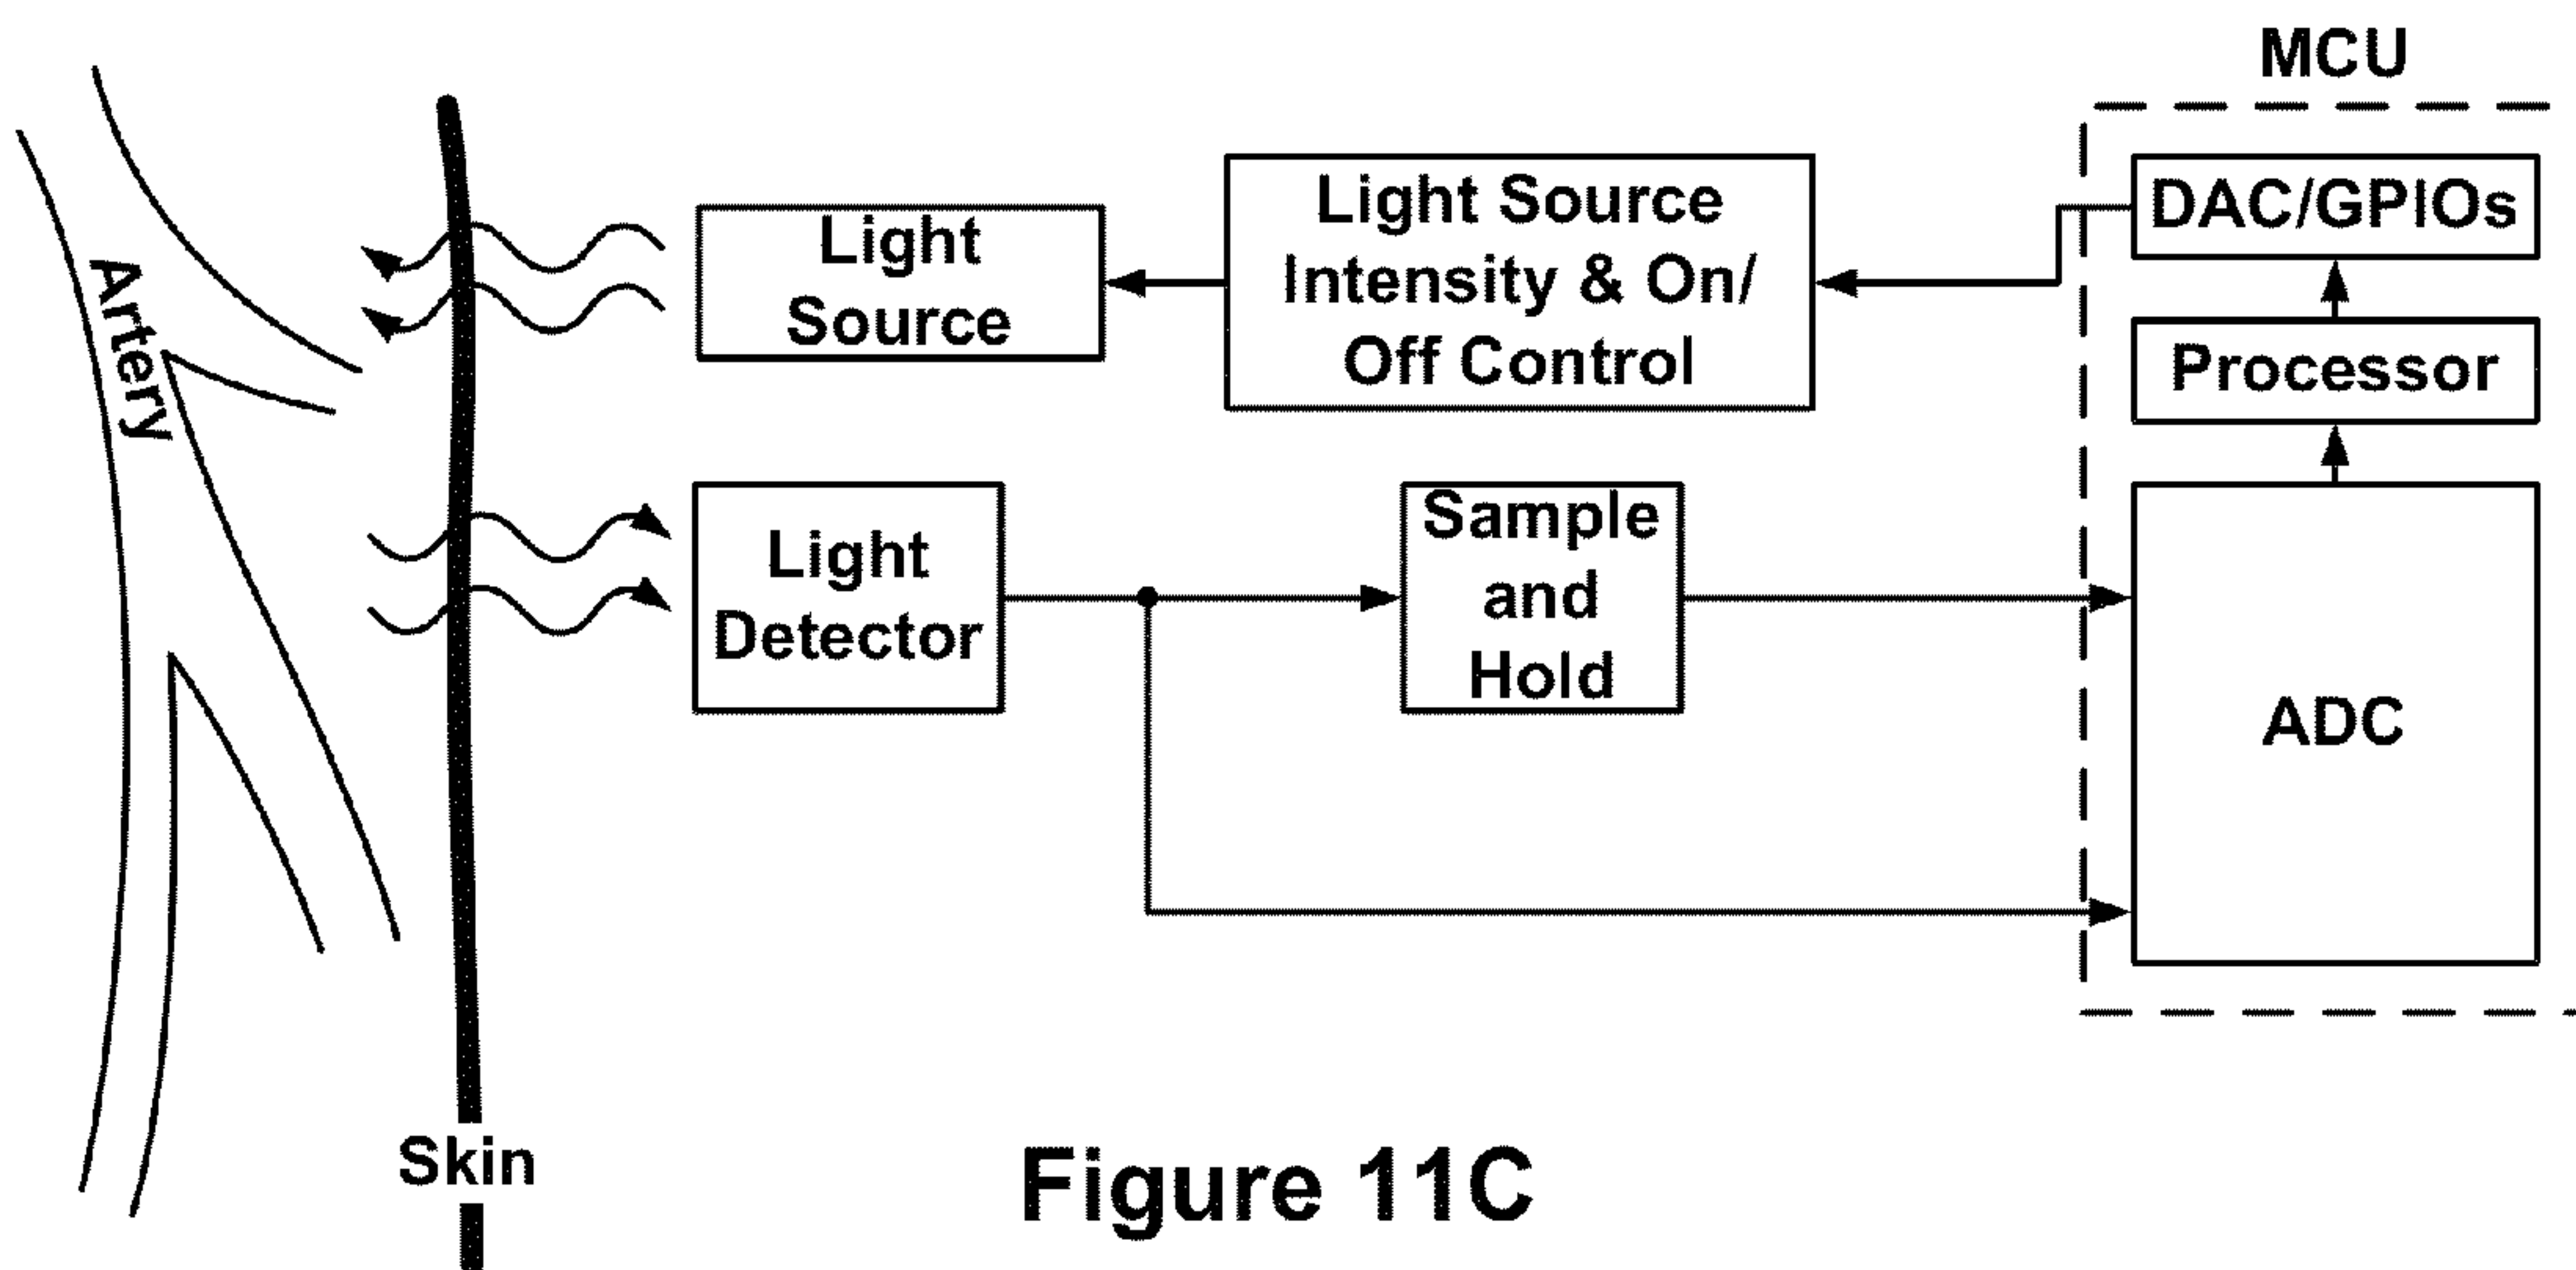 MCU
Light Source
Intensity & On/
Off Control
DAC/GPIOs
Light
Source
Artery
Processor
Sample
and
Hold
Light
Detector
ADC
Skin
Figure 11C